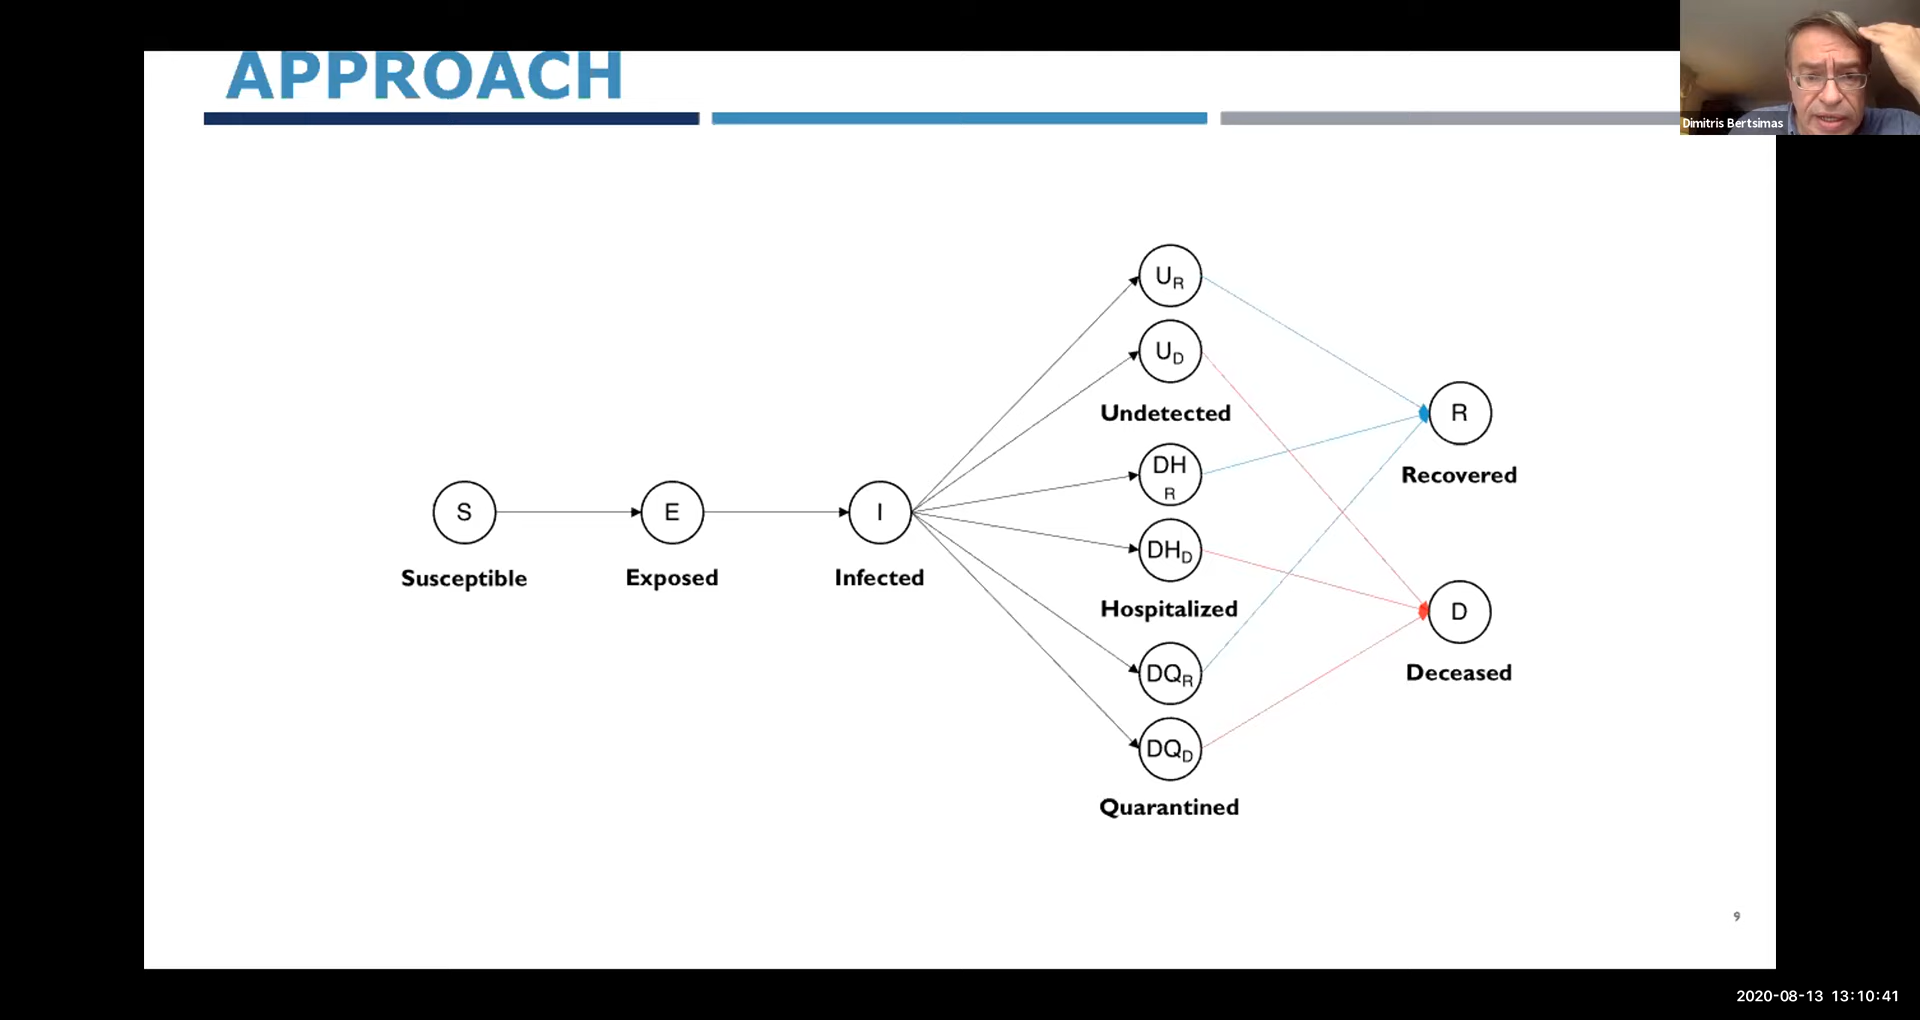 APPROACH
Dimitris Bertsimas
U_R
U_D
Undetected
DH
R
DH_D
Hospitalized
DQ_R
DQ_D
Quarantined
S
Susceptible
E
Exposed
I
Infected
R
Recovered
D
Deceased
9
2020-08-13 13:10:41